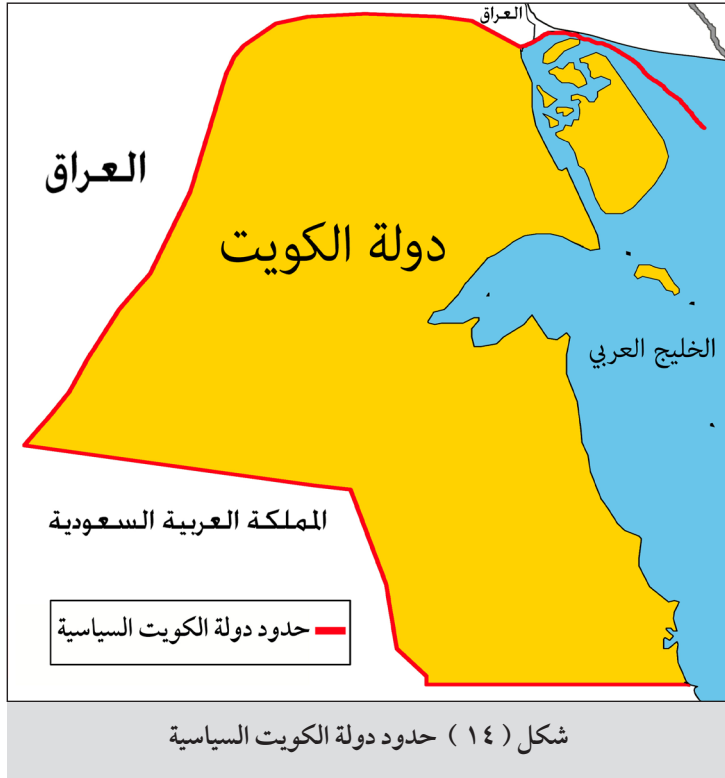 العراق
العراق
دولة الكويت
الخليج العربي
المملكة العربية السعودية
حدود دولة الكويت السياسية
شكل ( ١٤ ) حدود دولة الكويت السياسية